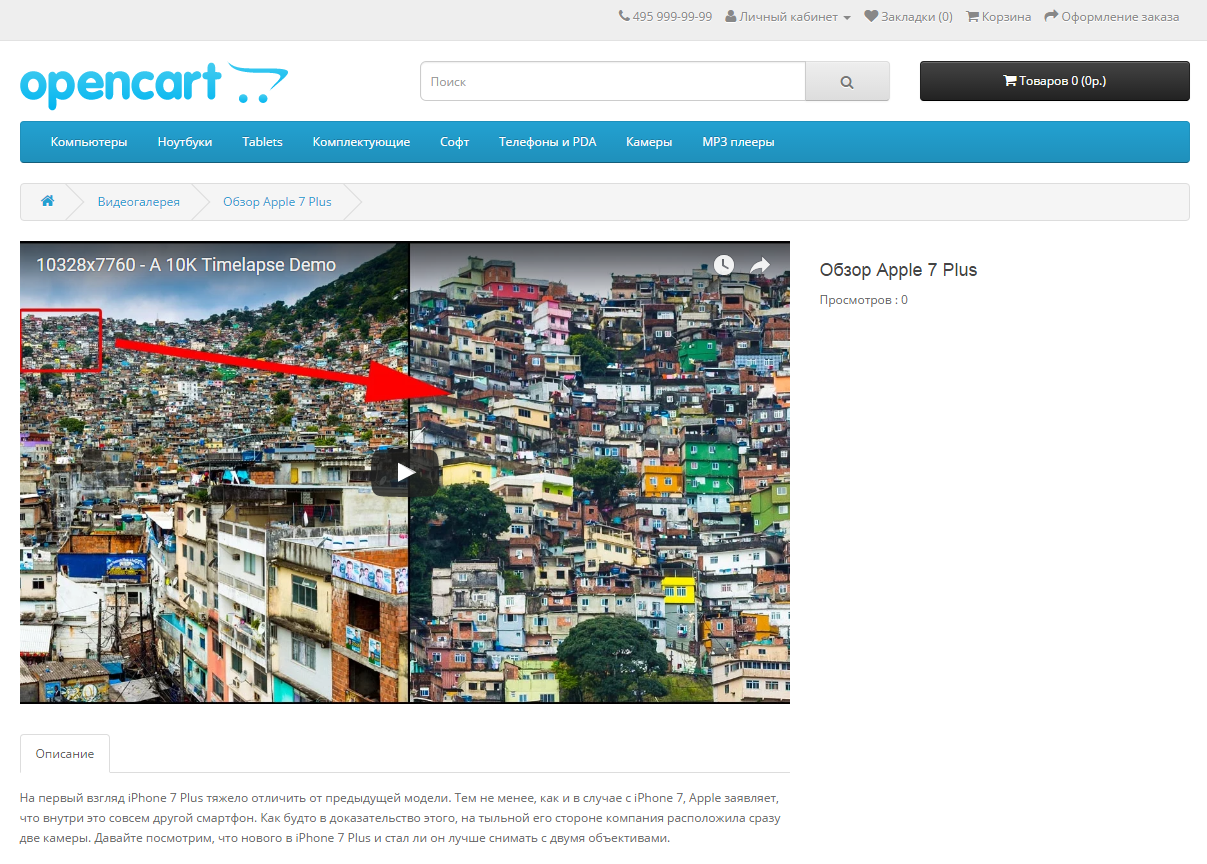 495 999-99-99 Личный кабинет Закладки (0) Корзина Оформление заказа
opencart
Поиск
Товаров 0 (0р.)
Компьютеры Ноутбуки Tablets Комплектующие Софт Телефоны и PDA Камеры MP3 плееры
Видеогалерея Обзор Apple 7 Plus
10328x7760 - A 10K Timelapse Demo
Обзор Apple 7 Plus
Просмотров : 0
Описание
На первый взгляд iPhone 7 Plus тяжело отличить от предыдущей модели. Тем не менее, как и в случае с iPhone 7, Apple заявляет,
что внутри это совсем другой смартфон. Как будто в доказательство этого, на тыльной его стороне компания расположила сразу
две камеры. Давайте посмотрим, что нового в iPhone 7 Plus и стал ли он лучше снимать с двумя объективами.